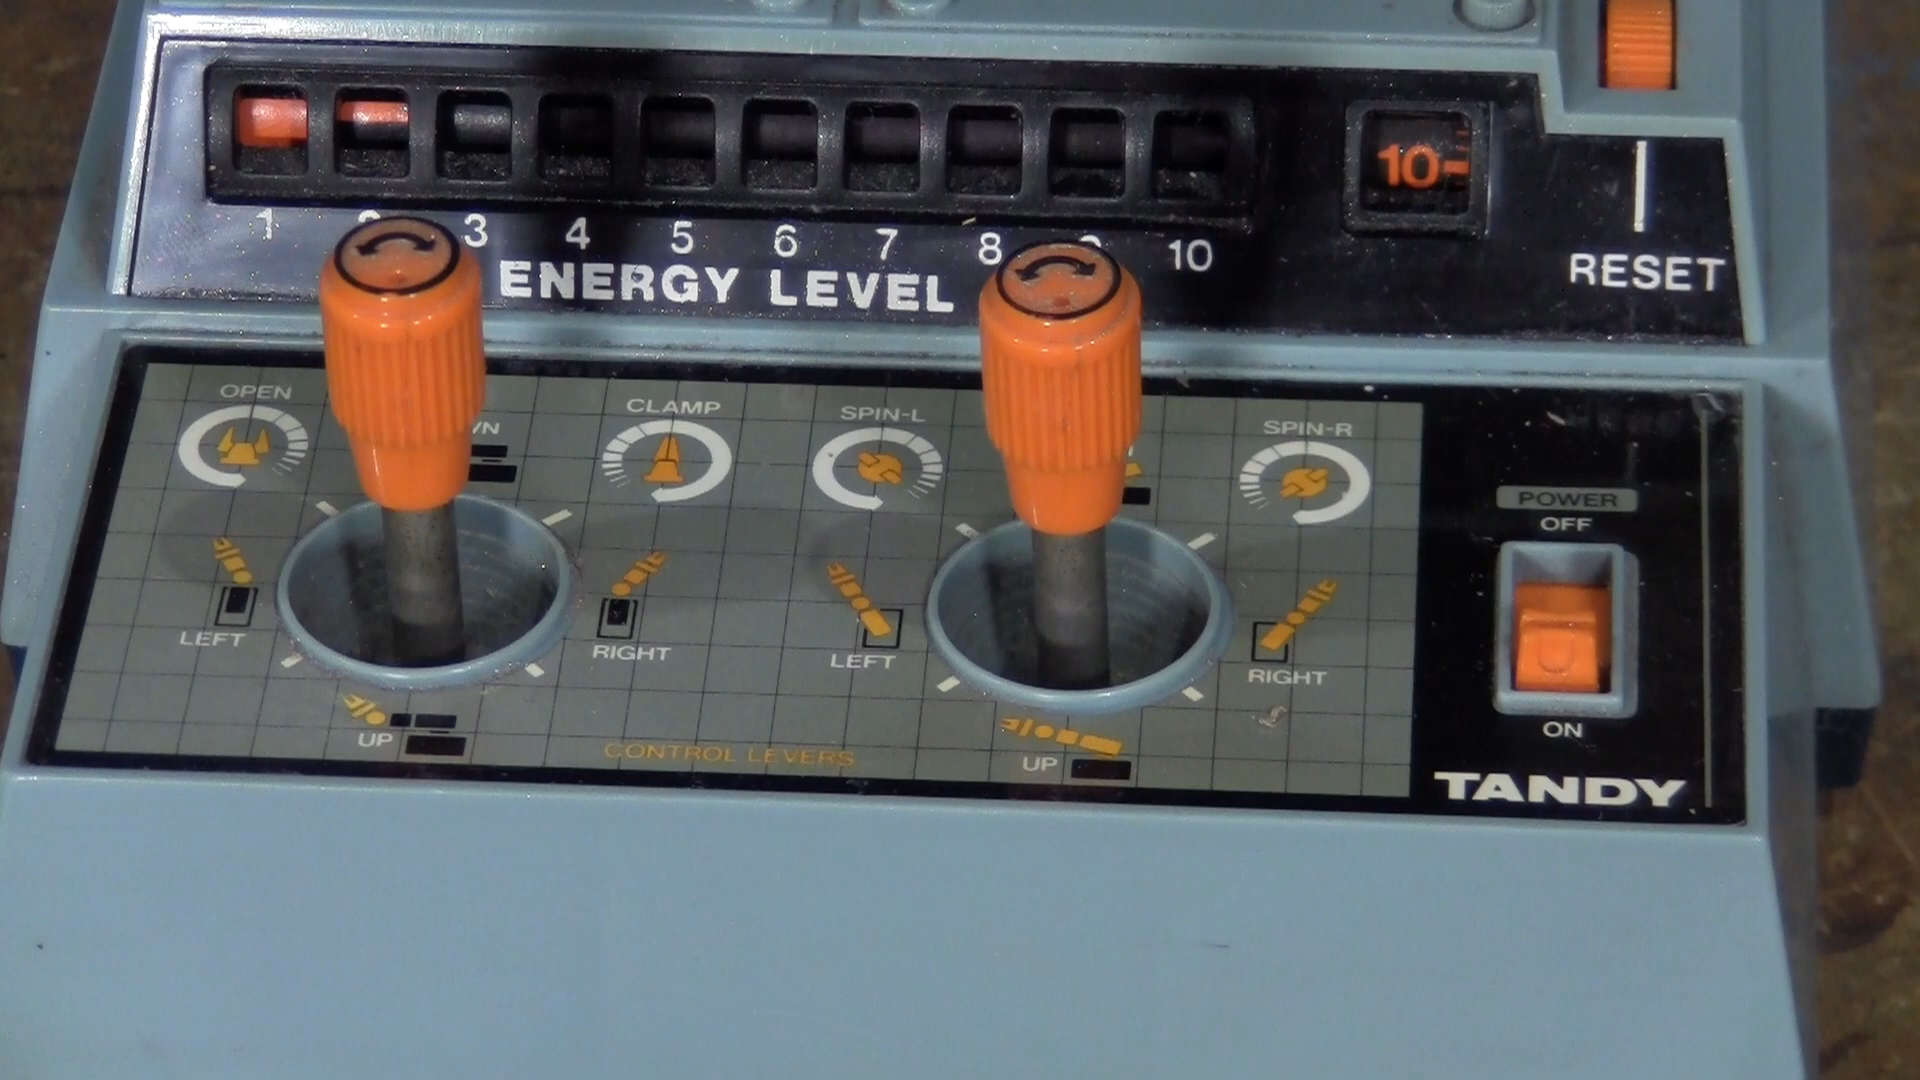 1 3 4 5 6 7 8 10
10
ENERGY LEVEL
RESET
OPEN
CLAMP
SPIN-L
SPIN-R
POWER
OFF
LEFT
RIGHT
LEFT
RIGHT
ON
UP
CONTROL LEVERS
UP
TANDY